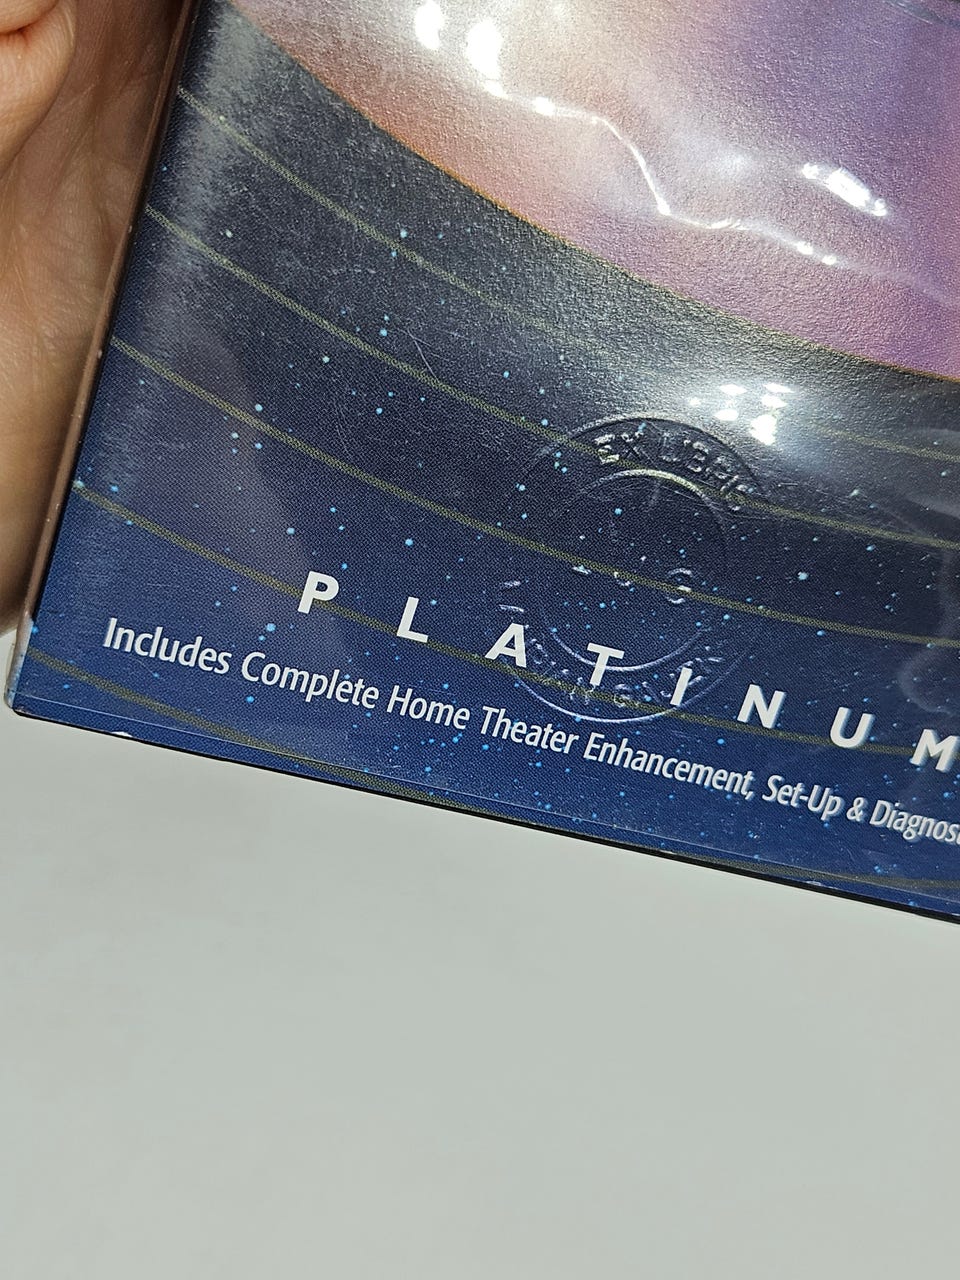 EX LIBRIS
PLATINUM
Includes Complete Home Theater Enhancement, Set-Up & Diagnos